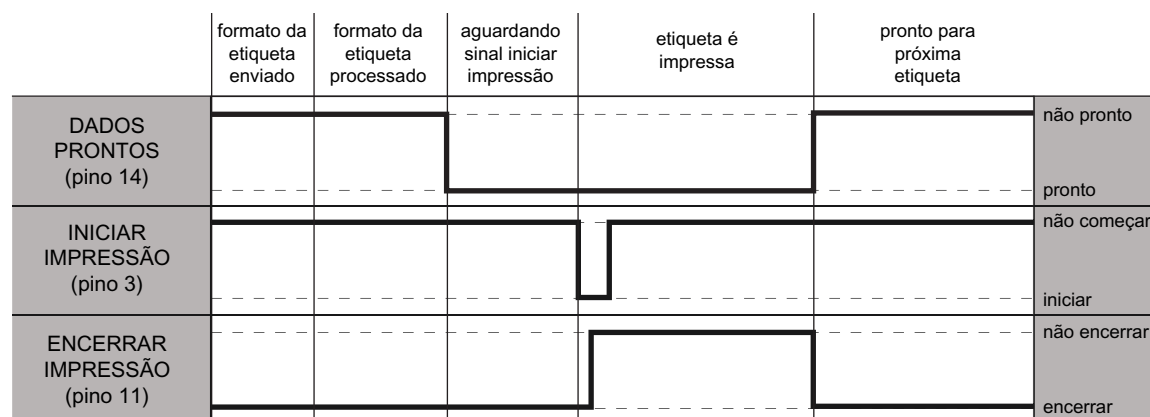 formato da
etiqueta
enviado
formato da
etiqueta
processado
aguardando
sinal iniciar
impressão
etiqueta é
impressa
pronto para
próxima
etiqueta
DADOS
PRONTOS
(pino 14)
não pronto
pronto
INICIAR
IMPRESSÃO
(pino 3)
não começar
iniciar
ENCERRAR
IMPRESSÃO
(pino 11)
não encerrar
encerrar